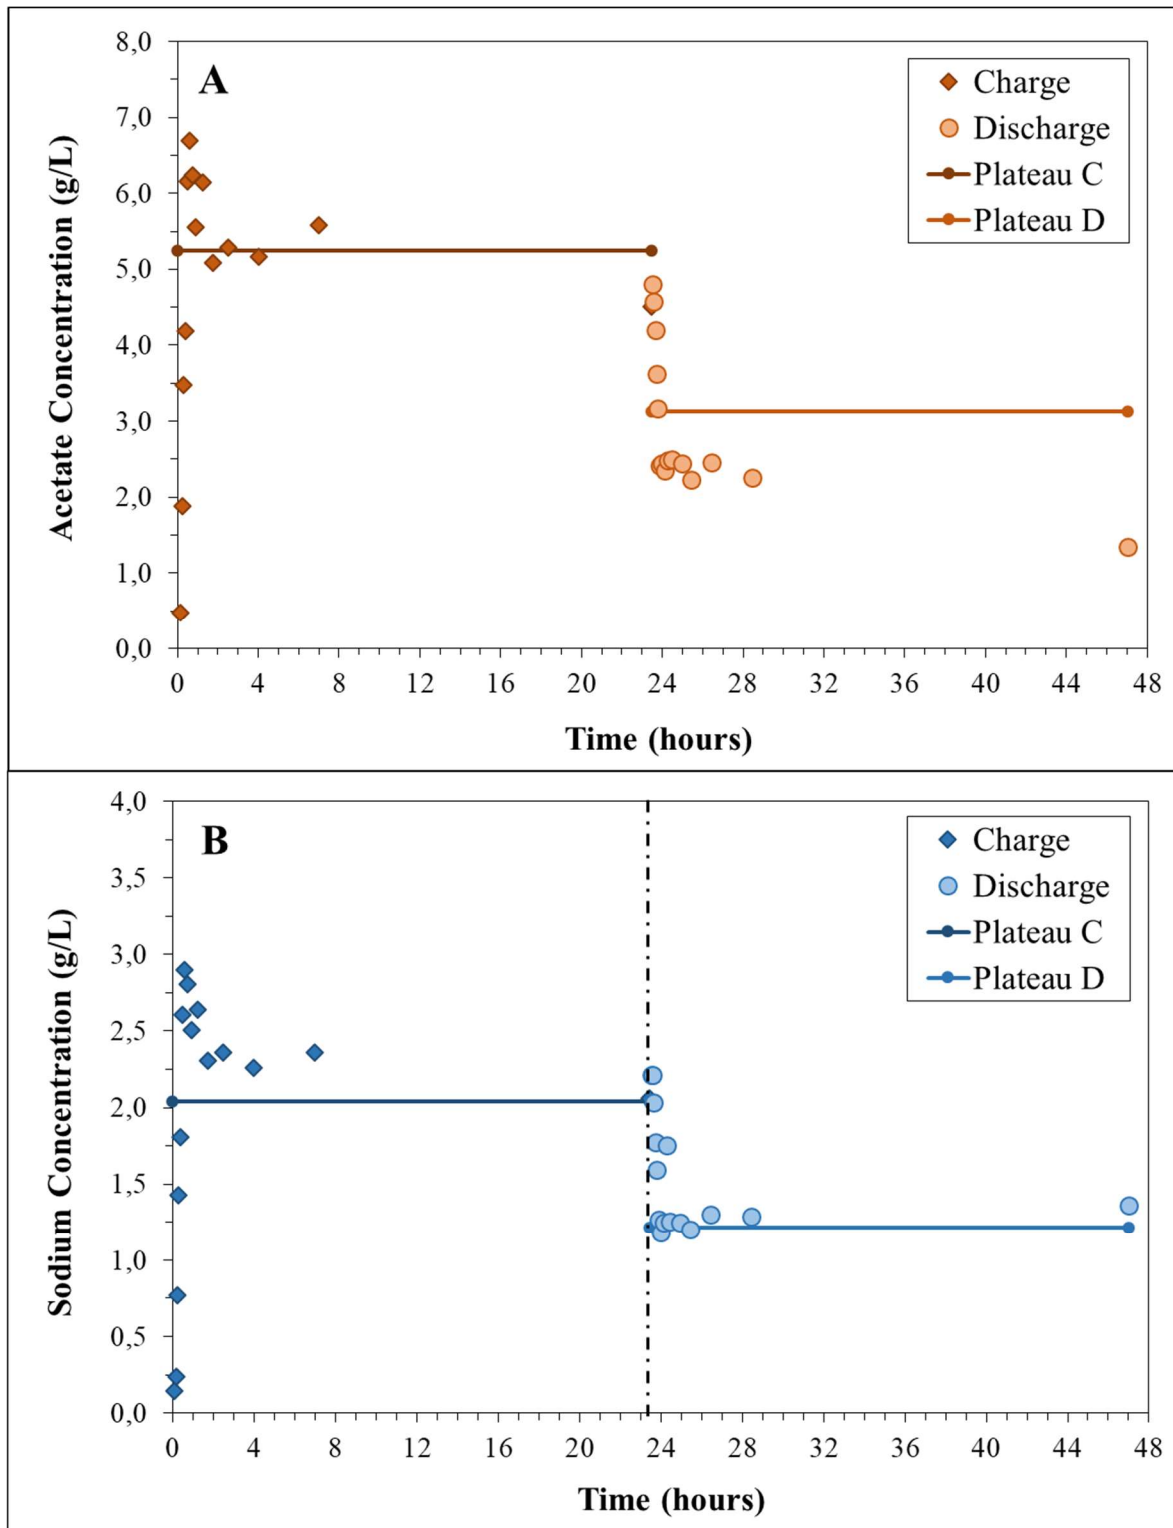 A
Charge
Discharge
Plateau C
Plateau D
Acetate Concentration (g/L)
8,0
7,0
6,0
5,0
4,0
3,0
2,0
1,0
0,0
0 4 8 12 16 20 24 28 32 36 40 44 48
Time (hours)
B
Charge
Discharge
Plateau C
Plateau D
Sodium Concentration (g/L)
4,0
3,5
3,0
2,5
2,0
1,5
1,0
0,5
0,0
0 4 8 12 16 20 24 28 32 36 40 44 48
Time (hours)